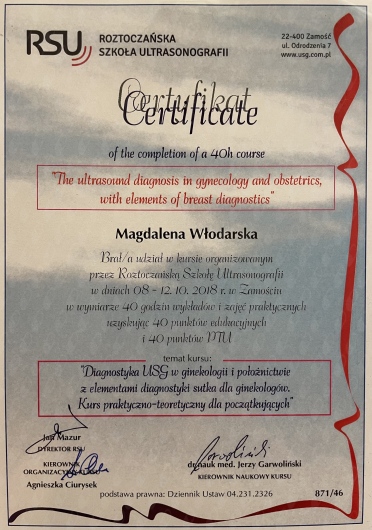 RSU ROZTOCZAŃSKA
SZKOŁA ULTRASONOGRAFII
22-400 Zamość
ul. Odrodzenia 7
www.usg.com.pl
Certyfikat
Certificate
of the completion of a 40h course
"The ultrasound diagnosis in gynecology and obstetrics,
with elements of breast diagnostics"
Magdalena Włodarska
Brał/a udział w kursie organizowanym
przez Roztoczańską Szkołę Ultrasonografii
w dniach 08 - 12. 10. 2018 r. w Zamościu
w wymiarze 40 godzin wykładów i zajęć praktycznych
uzyskując 40 punktów edukacyjnych
i 40 punktów PTU
temat kursu:
"Diagnostyka USG w ginekologii i położnictwie
z elementami diagnostyki sutka dla ginekologów.
Kurs praktyczno-teoretyczny dla początkujących"
Jan Mazur
DYREKTOR RSU
KIEROWNIK
ORGANIZACYJNY
Agnieszka Ciurysek
dr nauk med. Jerzy Garwoliński
KIEROWNIK NAUKOWY KURSU
podstawa prawna: Dziennik Ustaw 04.231.2326
871/46